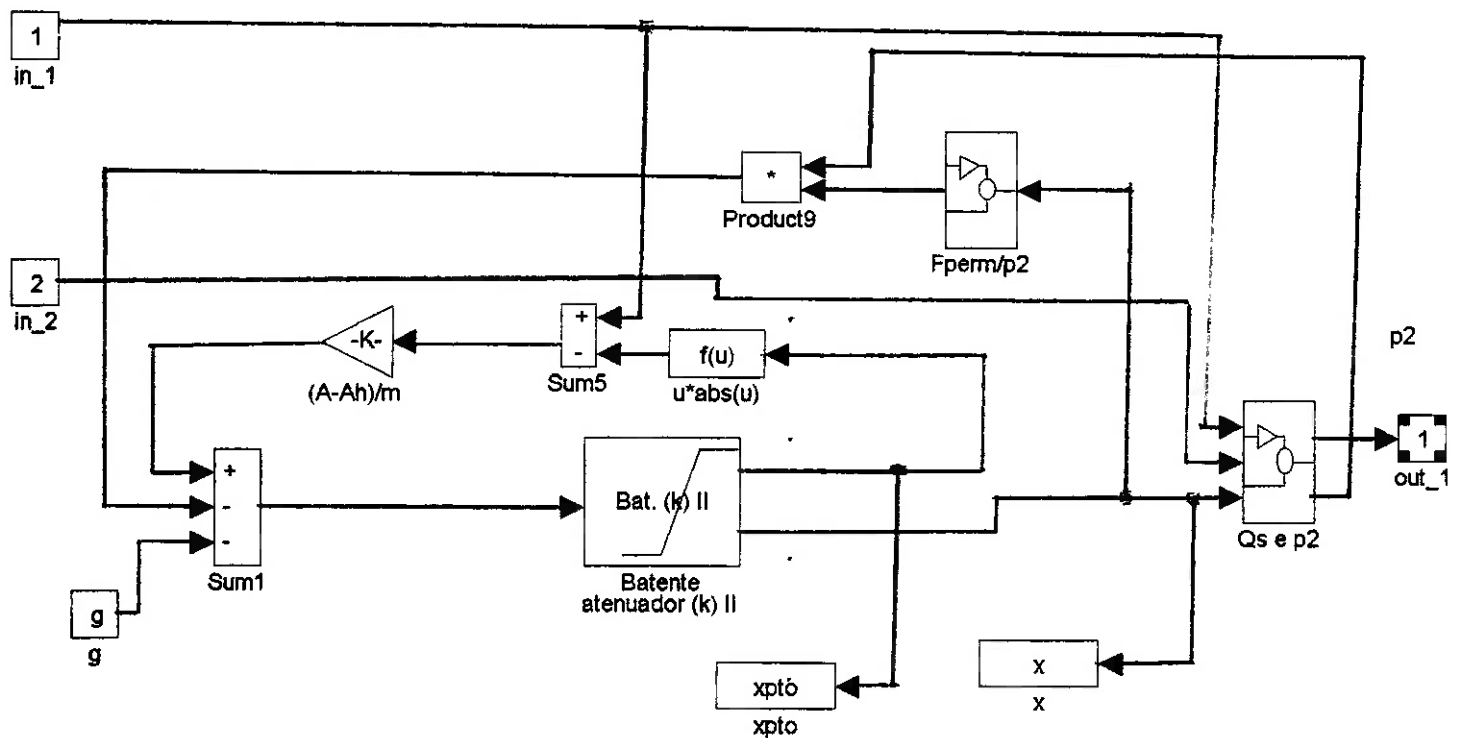 1
in_1
*
Product9
Fperm/p2
2
in_2
-K-
(A-Ah)/m
+
-
Sum5
f(u)
u*abs(u)
p2
+
-
-
Sum1
Bat. (k) II
Batente
atenuador (k) II
Qs e p2
1
out_1
g
g
xpto
xpto
x
x